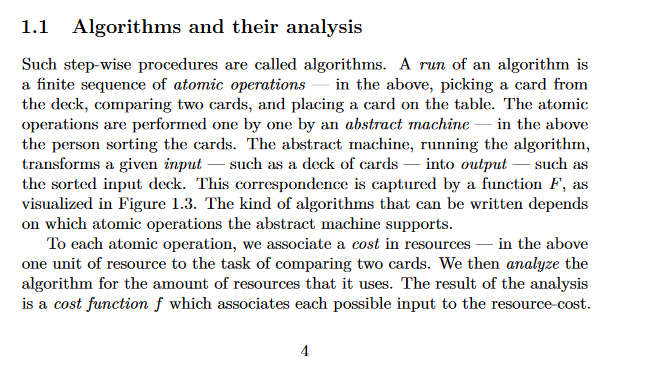 1.1 Algorithms and their analysis
Such step-wise procedures are called algorithms. A run of an algorithm is
a finite sequence of atomic operations — in the above, picking a card from
the deck, comparing two cards, and placing a card on the table. The atomic
operations are performed one by one by an abstract machine — in the above
the person sorting the cards. The abstract machine, running the algorithm,
transforms a given input — such as a deck of cards — into output — such as
the sorted input deck. This correspondence is captured by a function F, as
visualized in Figure 1.3. The kind of algorithms that can be written depends
on which atomic operations the abstract machine supports.
To each atomic operation, we associate a cost in resources — in the above
one unit of resource to the task of comparing two cards. We then analyze the
algorithm for the amount of resources that it uses. The result of the analysis
is a cost function f which associates each possible input to the resource-cost.
4